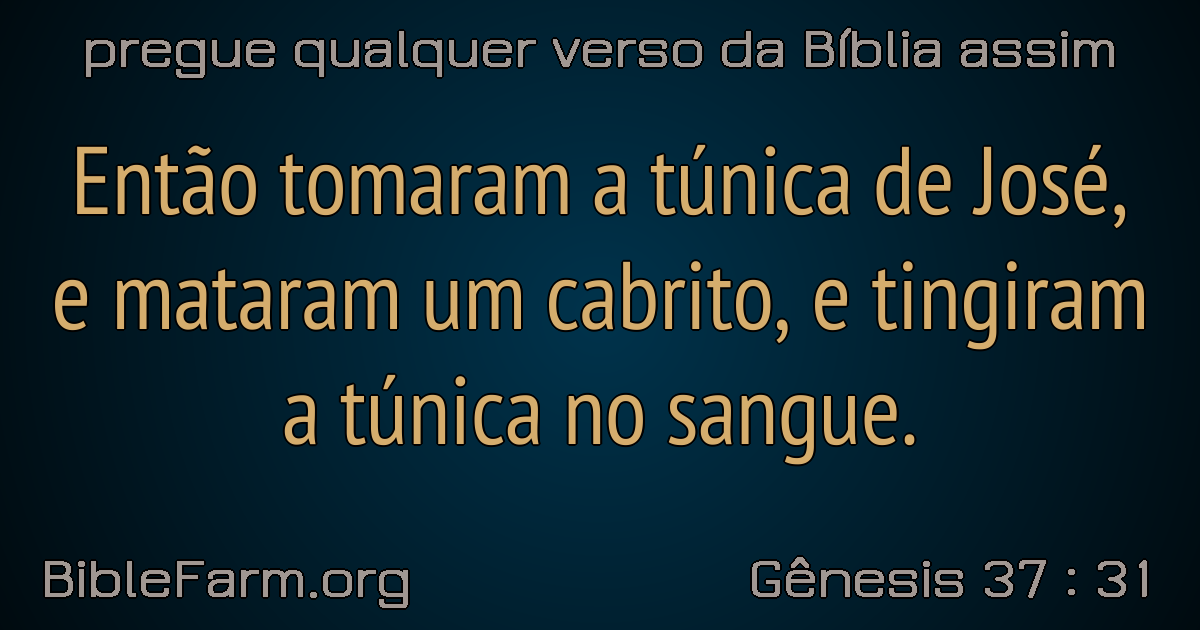 pregue qualquer verso da Bíblia assim
Então tomaram a túnica de José,
e mataram um cabrito, e tingiram
a túnica no sangue.
BibleFarm.org
Gênesis 37 : 31